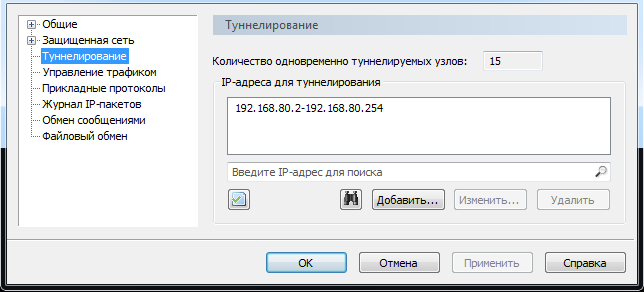 Общие
Защищенная сеть
Туннелирование
Управление трафиком
Прикладные протоколы
Журнал IP-пакетов
Обмен сообщениями
Файловый обмен
Туннелирование
Количество одновременно туннелируемых узлов: 15
IP-адреса для туннелирования
192.168.80.2-192.168.80.254
Введите IP-адрес для поиска
Добавить... Изменить... Удалить
OK Отмена Применить Справка